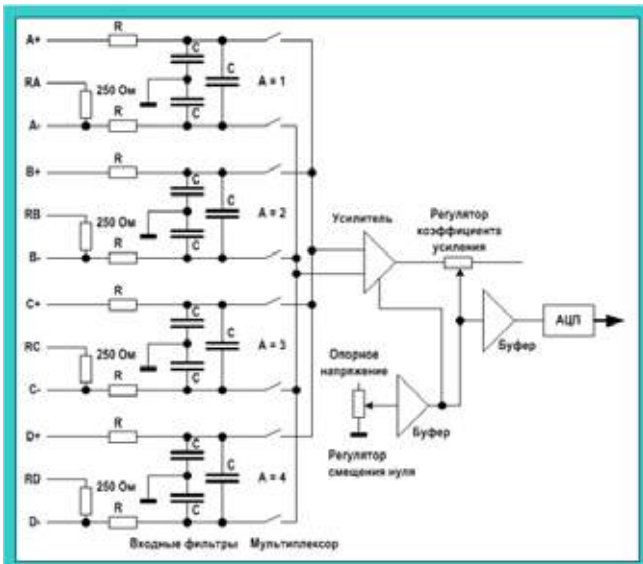 A+
R
C
C
C
RA
250 Ом
A = 1
A-
R
B+
R
C
C
C
RB
250 Ом
A = 2
B-
R
C+
R
C
C
C
RC
250 Ом
A = 3
C-
R
D+
R
C
C
C
RD
250 Ом
A = 4
D-
R
Входные фильтры
Мультиплексор
Усилитель
Регулятор
коэффициента
усиления
Буфер
АЦП
Опорное
напряжение
Буфер
Регулятор
смещения нуля